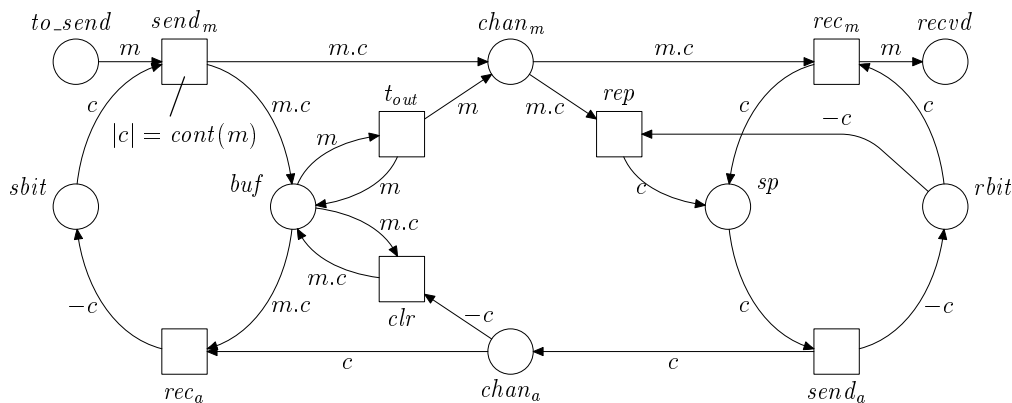 to_send send_m chan_m rec_m recvd
m m.c m.c m
c m.c t_out m m.c rep c c
|c| = cont(m) m −c
sbit buf m c sp rbit
m.c
m.c
−c m.c clr −c c −c
c c
rec_a chan_a send_a